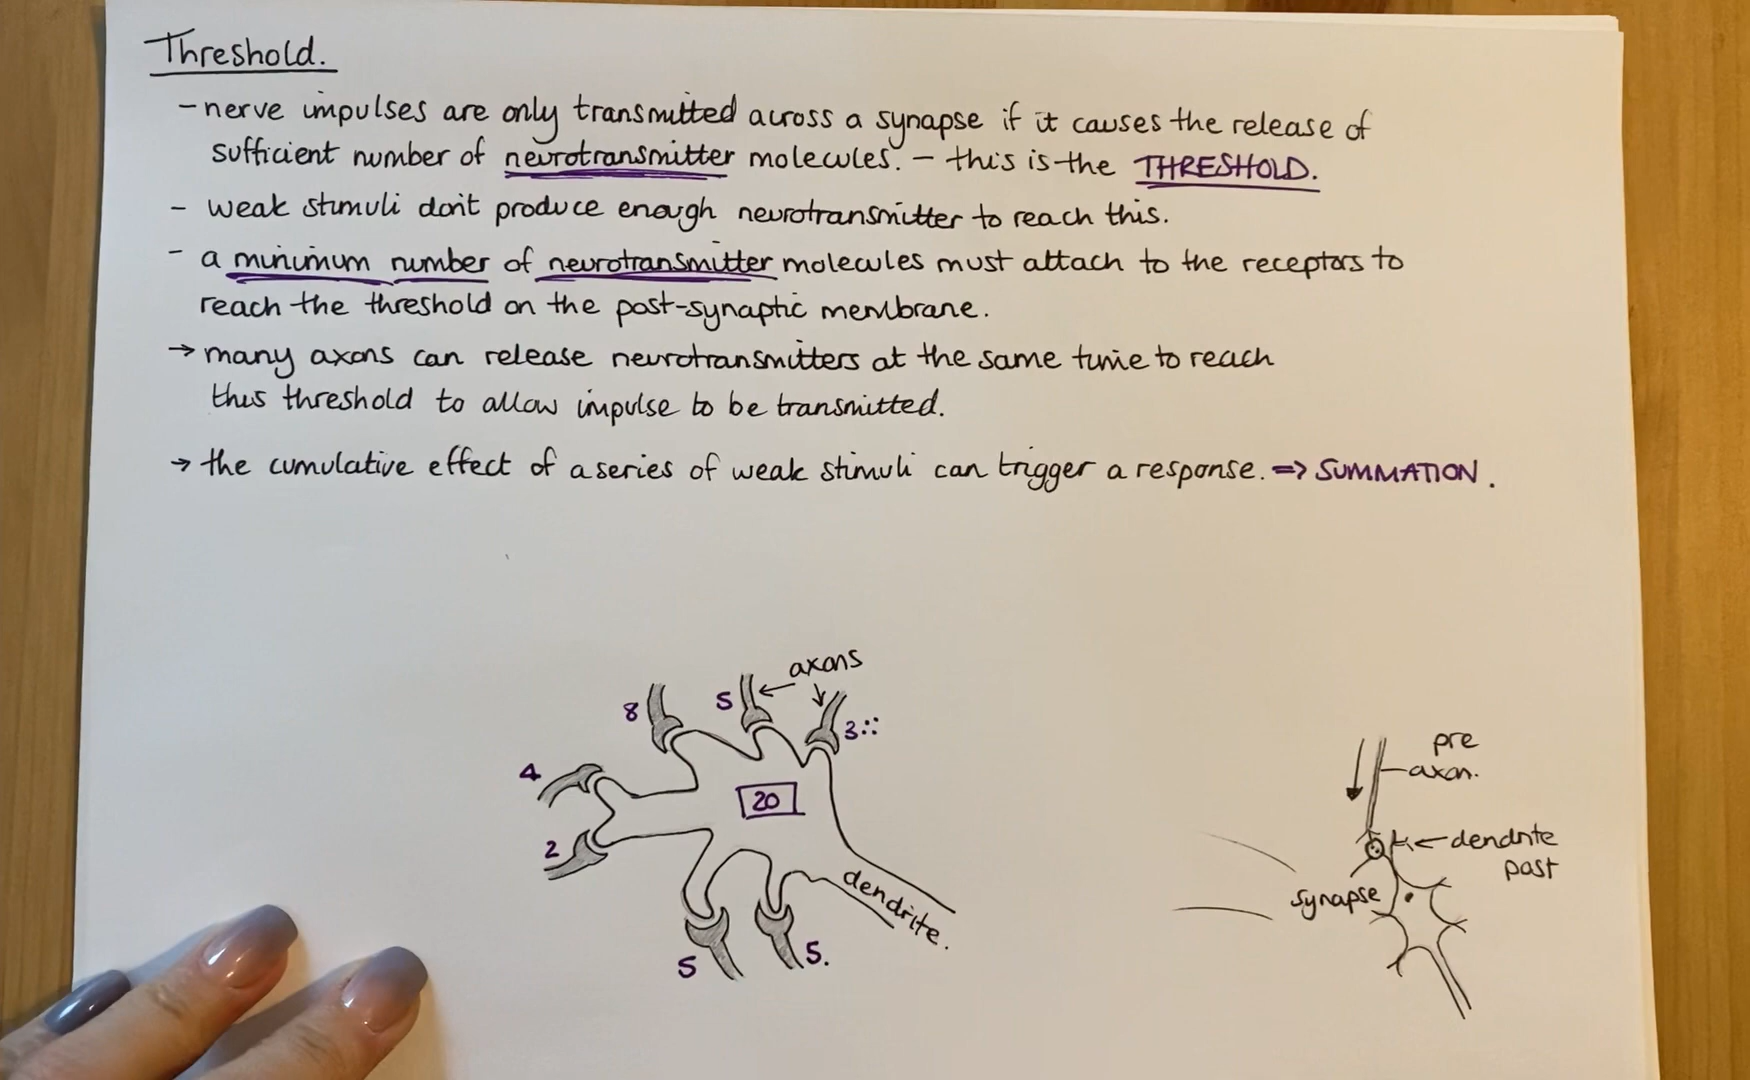 Threshold.
- nerve impulses are only transmitted across a synapse if it causes the release of
sufficient number of neurotransmitter molecules. - this is the THRESHOLD.
- weak stimuli don't produce enough neurotransmitter to reach this.
- a minimum number of neurotransmitter molecules must attach to the receptors to
reach the threshold on the post-synaptic membrane.
→ many axons can release neurotransmitters at the same time to reach
this threshold to allow impulse to be transmitted.
→ the cumulative effect of a series of weak stimuli can trigger a response. => SUMMATION.
axons
8
5
3::
4
20
2
dendrite.
5
5.
pre
axon.
dendrite
post
synapse